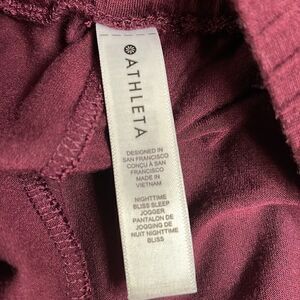 ATHLETA
DESIGNED IN
SAN FRANCISCO
CONÇU À SAN
FRANCISCO
MADE IN
VIETNAM
NIGHTTIME
BLISS SLEEP
JOGGER
PANTALON DE
JOGGING DE
NUIT NIGHTTIME
BLISS